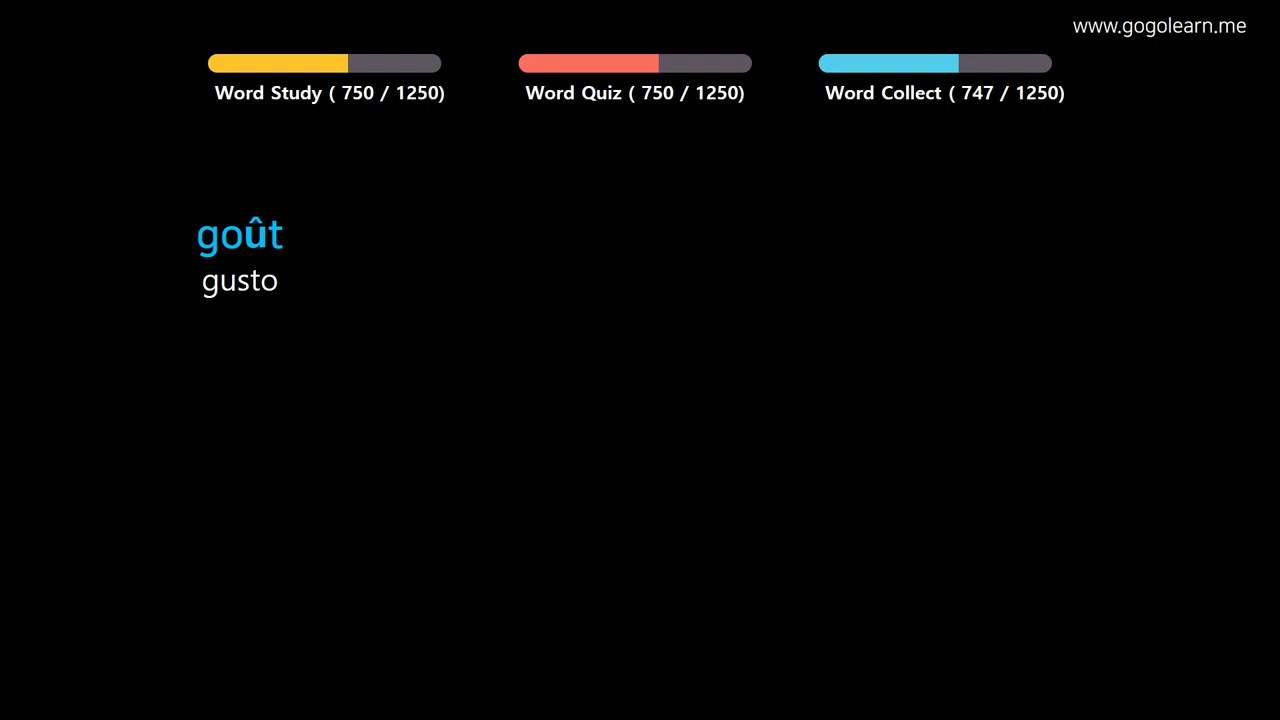 www.gogolearn.me
Word Study ( 750 / 1250)
Word Quiz ( 750 / 1250)
Word Collect ( 747 / 1250)
goût
gusto